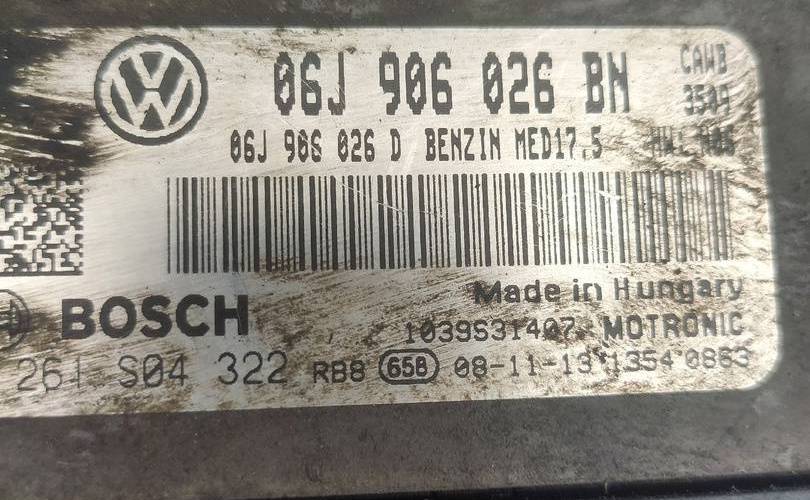 06J 906 026 BN CAWB
06J 906 026 D BENZIN MED17.5
Made in Hungary
BOSCH 1039S31407 MOTRONIC
261 S04 322 RB8 658 08-11-13 1354 0863